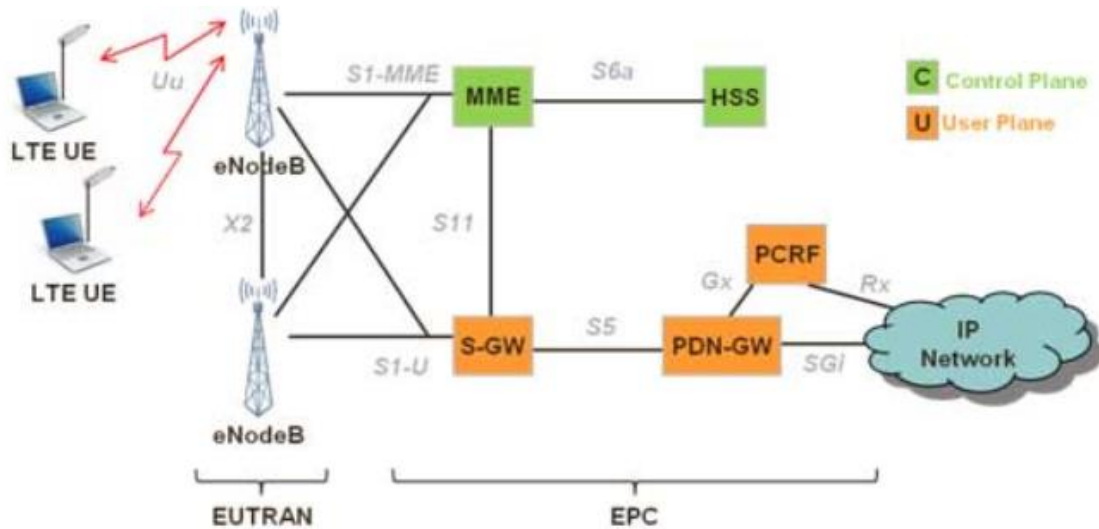 Uu
LTE UE
LTE UE
eNodeB
X2
eNodeB
S1-MME
MME
S6a
HSS
C Control Plane
U User Plane
S11
PCRF
Gx
Rx
S-GW
S5
PDN-GW
SGi
IP
Network
S1-U
EUTRAN
EPC